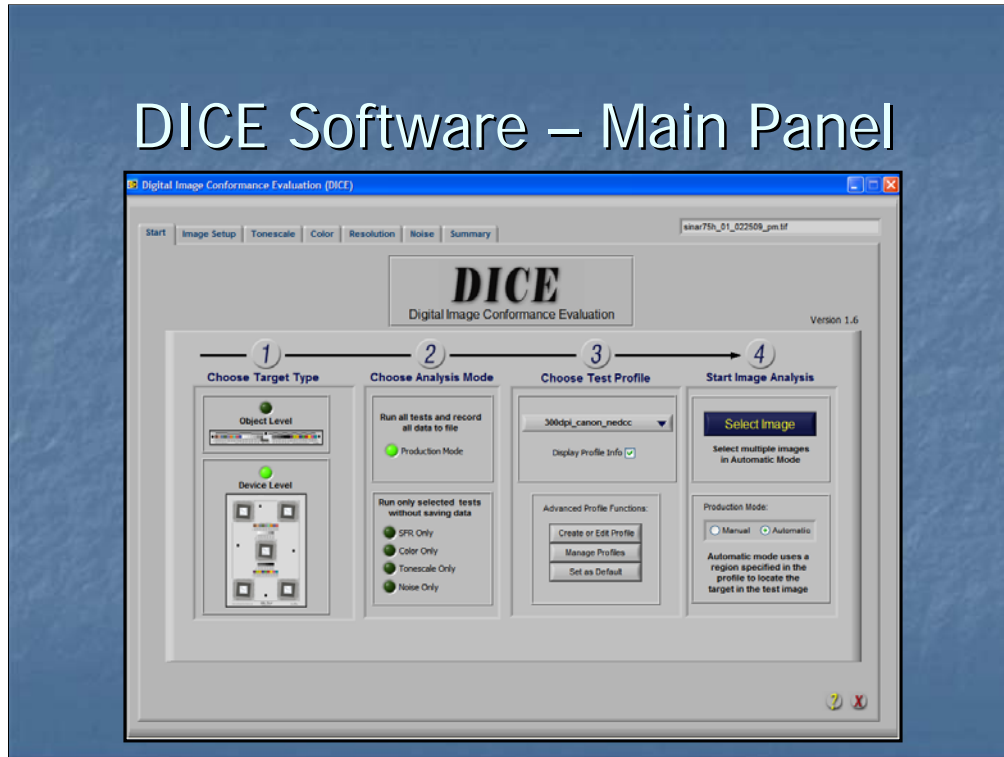 DICE Software – Main Panel
Digital Image Conformance Evaluation (DICE)
Start
Image Setup
Tonescale
Color
Resolution
Noise
Summary
sinar75h_01_022509_pm.tif
DICE
Digital Image Conformance Evaluation
Version 1.6
1
Choose Target Type
Object Level
Device Level
2
Choose Analysis Mode
Run all tests and record
all data to file
Production Mode
Run only selected tests
without saving data
SFR Only
Color Only
Tonescale Only
Noise Only
3
Choose Test Profile
300dpi_canon_nedcc
Display Profile Info
Advanced Profile Functions:
Create or Edit Profile
Manage Profiles
Set as Default
4
Start Image Analysis
Select Image
Select multiple images
in Automatic Mode
Production Mode:
Manual
Automatic
Automatic mode uses a
region specified in the
profile to locate the
target in the test image
?
X